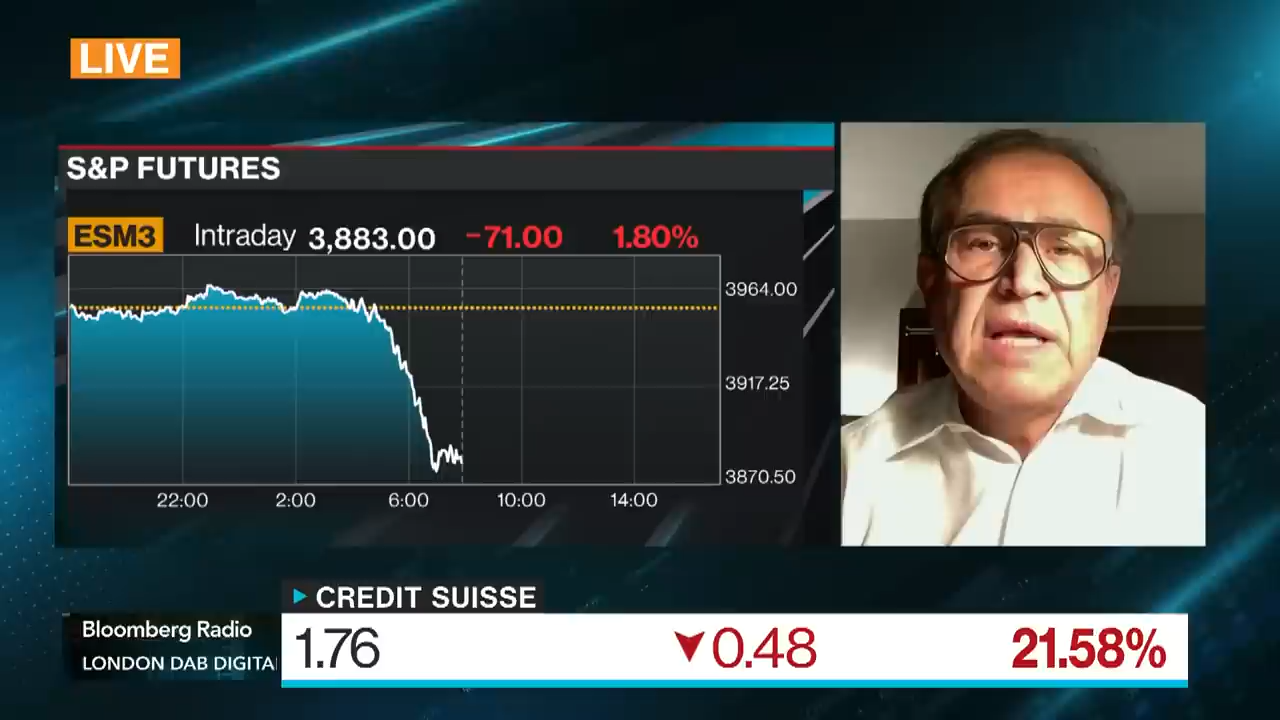 LIVE
S&P FUTURES
ESM3 Intraday 3,883.00 −71.00 1.80%
3964.00
3917.25
3870.50
22:00 2:00 6:00 10:00 14:00
CREDIT SUISSE
Bloomberg Radio
LONDON DAB DIGITA
1.76 0.48 21.58%